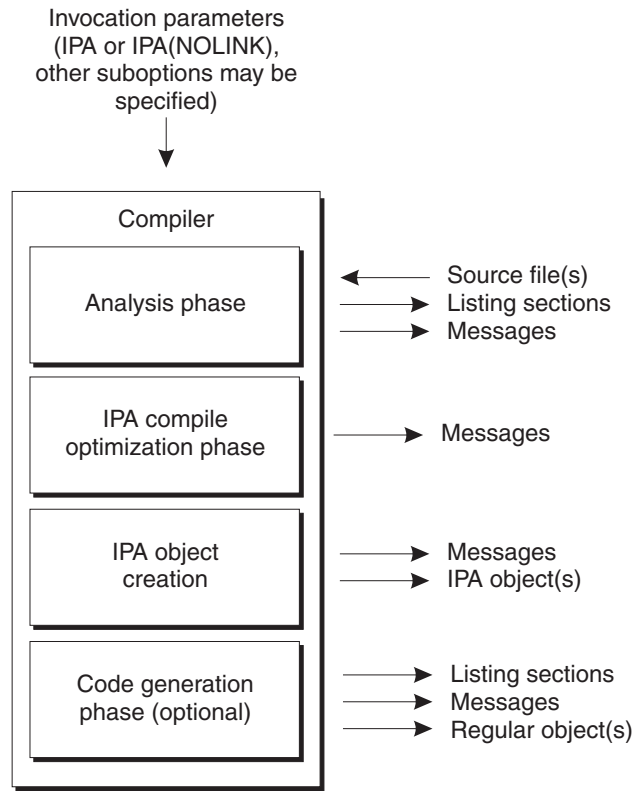 Invocation parameters
(IPA or IPA(NOLINK),
other suboptions may be
specified)
Compiler
Analysis phase
Source file(s)
Listing sections
Messages
IPA compile
optimization phase
Messages
IPA object
creation
Messages
IPA object(s)
Code generation
phase (optional)
Listing sections
Messages
Regular object(s)